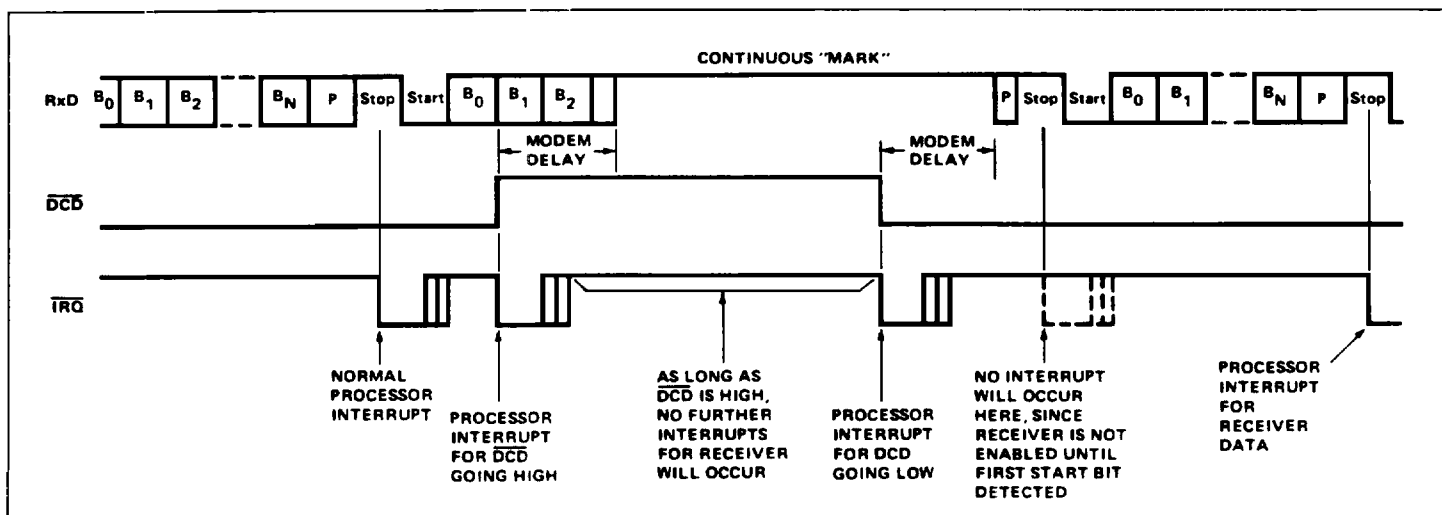 CONTINUOUS "MARK"
RxD B0 B1 B2 BN P Stop Start B0 B1 B2 P Stop Start B0 B1 BN P Stop
MODEM
DELAY
MODEM
DELAY
DCD
IRQ
NORMAL
PROCESSOR
INTERRUPT
PROCESSOR
INTERRUPT
FOR DCD
GOING HIGH
AS LONG AS
DCD IS HIGH,
NO FURTHER
INTERRUPTS
FOR RECEIVER
WILL OCCUR
PROCESSOR
INTERRUPT
FOR DCD
GOING LOW
NO INTERRUPT
WILL OCCUR
HERE, SINCE
RECEIVER IS NOT
ENABLED UNTIL
FIRST START BIT
DETECTED
PROCESSOR
INTERRUPT
FOR
RECEIVER
DATA